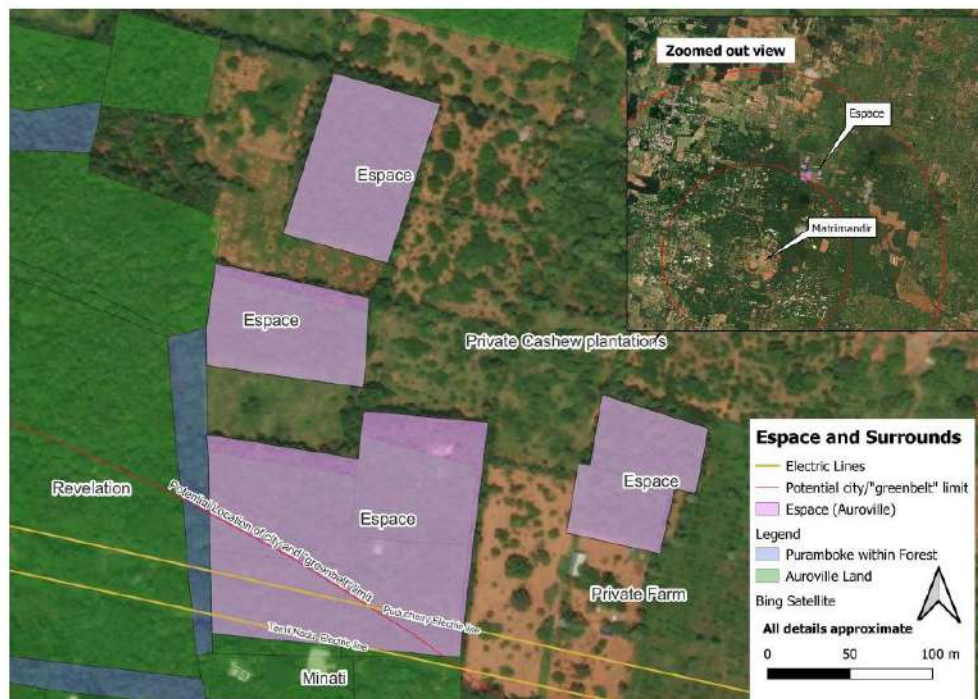 Zoomed out view
Espace
Matrimandir
Espace
Espace
Private Cashew plantations
Espace
Revelation
Potential Location of city and "greenbelt" limit
Espace
Puducherry Electric line
Private Farm
Tamil Nadu Electric line
Minati
Espace and Surrounds
Electric Lines
Potential city/"greenbelt" limit
Espace (Auroville)
Legend
Puramboke within Forest
Auroville Land
Bing Satellite
All details approximate
0 50 100 m